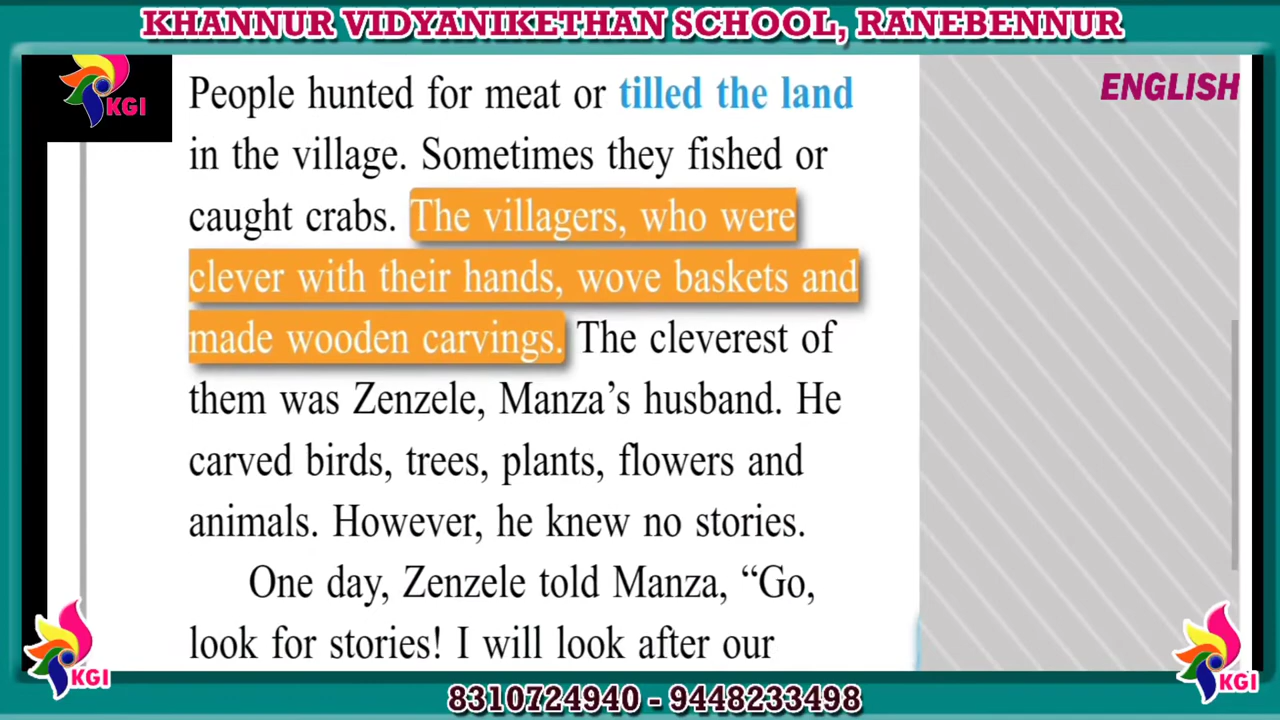 KHANNUR VIDYANIKETHAN SCHOOL, RANEBENNUR
KGI
ENGLISH
People hunted for meat or tilled the land
in the village. Sometimes they fished or
caught crabs. The villagers, who were
clever with their hands, wove baskets and
made wooden carvings. The cleverest of
them was Zenzele, Manza’s husband. He
carved birds, trees, plants, flowers and
animals. However, he knew no stories.
One day, Zenzele told Manza, “Go,
look for stories! I will look after our
KGI
KGI
8310724940 - 9448233498